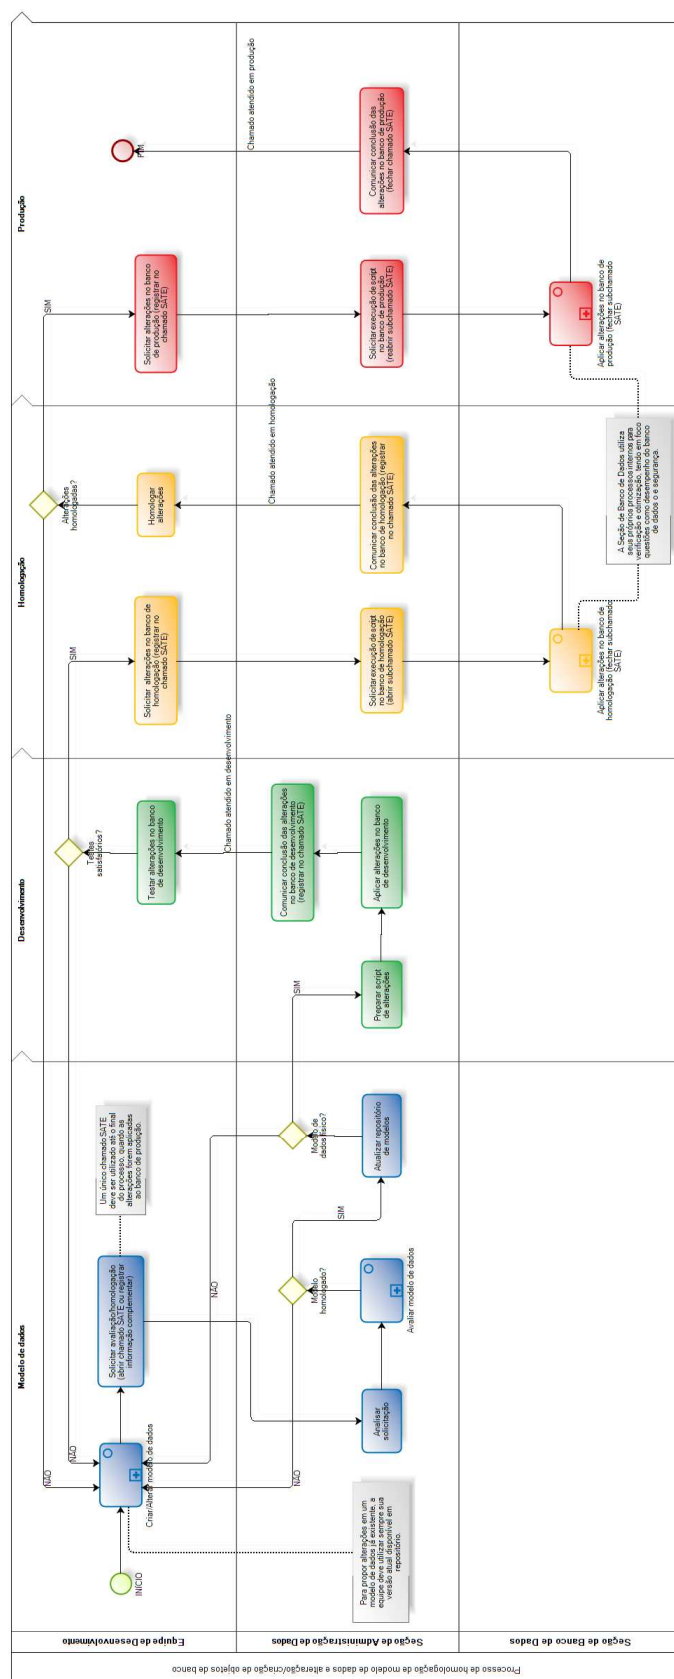 Processo de homologação de modelo de dados e alteração/criação de objetos de banco
Equipe de Desenvolvimento
Seção de Administração de Dados
Seção de Banco de Dados
Modelo de dados
Desenvolvimento
Homologação
Produção
INÍCIO
Criar/Alterar modelo de dados
Para propor alterações em um
modelo de dados já existente, a
equipe deve utilizar sempre sua
versão atual disponível em
repositório.
Solicitar avaliação/homologação
(abrir chamado SATE ou registrar
informação complementar)
Um único chamado SATE
deve ser utilizado até o final
do processo, quando as
alterações forem aplicadas
ao banco de produção.
Analisar
solicitação
Avaliar modelo de dados
Modelo
homologado?
NÃO
SIM
Atualizar repositório
de modelos
Modelo de
dados físico?
NÃO
SIM
Preparar script
de alterações
Aplicar alterações no banco
de desenvolvimento
Comunicar conclusão das alterações
no banco de desenvolvimento
(registrar no chamado SATE)
Chamado atendido em desenvolvimento
Testar alterações no banco
de desenvolvimento
Testes
satisfatórios?
NÃO
SIM
Solicitar alterações no banco de
homologação (registrar no
chamado SATE)
Solicitar execução de script
no banco de homologação
(abrir subchamado SATE)
Aplicar alterações no banco de
homologação (fechar subchamado
SATE)
A Seção de Banco de Dados utiliza
seus próprios processos internos para
verificação e otimização, tendo em foco
questões como desempenho do banco
de dados o e segurança.
Comunicar conclusão das alterações
no banco de homologação (registrar
no chamado SATE)
Chamado atendido em homologação
Homologar
alterações
Alterações
homologadas?
NÃO
SIM
Solicitar alterações no banco
de produção (registrar no
chamado SATE)
Solicitar execução de script
no banco de produção
(reabrir subchamado SATE)
Aplicar alterações no banco de
produção (fechar subchamado
SATE)
Comunicar conclusão das
alterações no banco de produção
(fechar chamado SATE)
Chamado atendido em produção
FIM